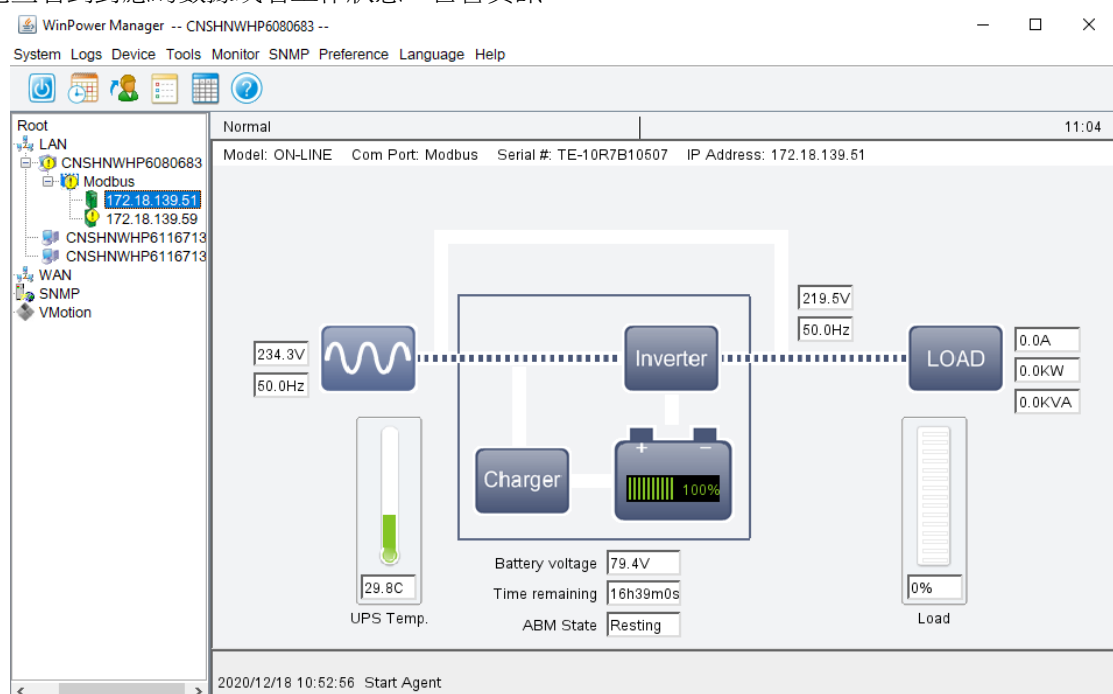 WinPower Manager -- CNSHNWHP6080683 --
System Logs Device Tools Monitor SNMP Preference Language Help
Root
LAN
CNSHNWHP6080683
Modbus
172.18.139.51
172.18.139.59
CNSHNWHP6116713
CNSHNWHP6116713
WAN
SNMP
VMotion
Normal
11:04
Model: ON-LINE Com Port: Modbus Serial #: TE-10R7B10507 IP Address: 172.18.139.51
219.5V
50.0Hz
234.3V
50.0Hz
Inverter
LOAD
0.0A
0.0KW
0.0KVA
Charger
+ −
100%
Battery voltage 79.4V
Time remaining 16h39m0s
ABM State Resting
29.8C
UPS Temp.
0%
Load
2020/12/18 10:52:56 Start Agent